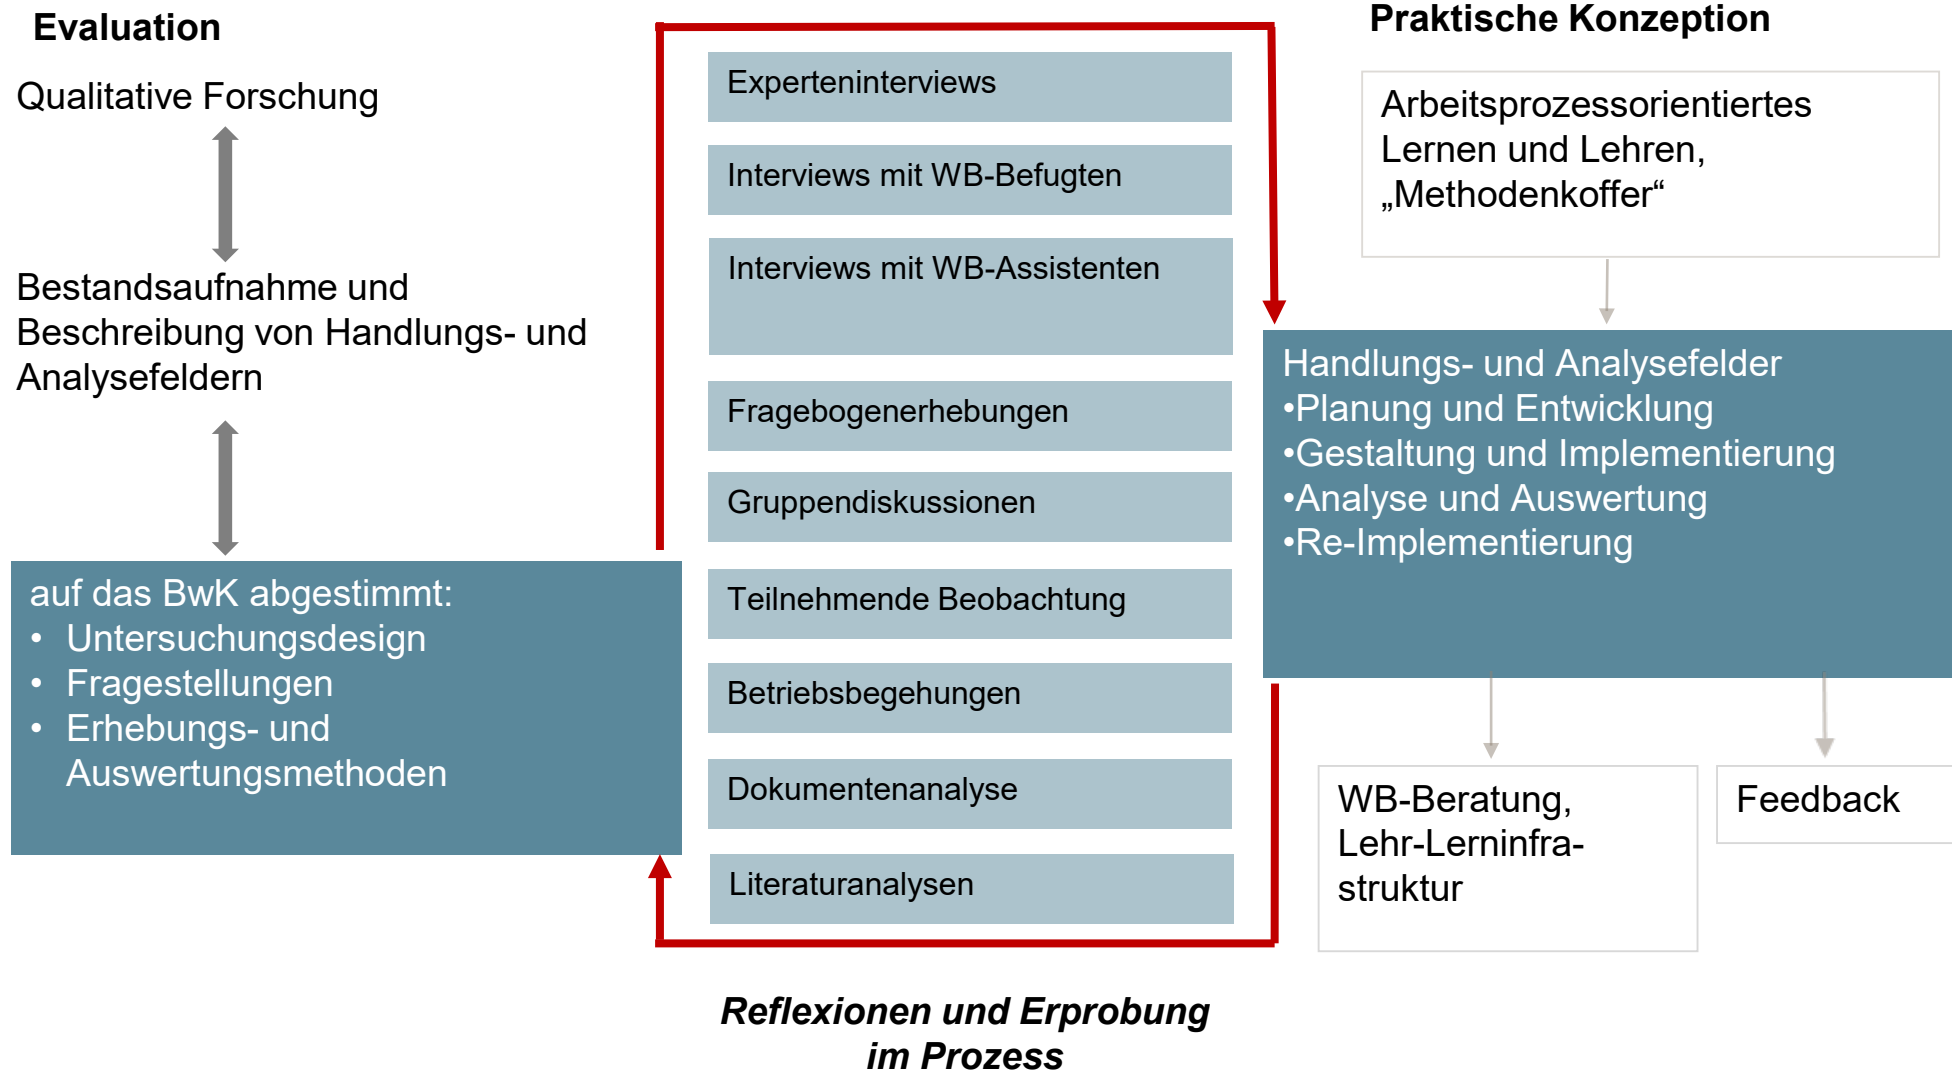 Evaluation
Qualitative Forschung
Bestandsaufnahme und
Beschreibung von Handlungs- und
Analysefeldern
auf das BwK abgestimmt:
• Untersuchungsdesign
• Fragestellungen
• Erhebungs- und
Auswertungsmethoden
Experteninterviews
Interviews mit WB-Befugten
Interviews mit WB-Assistenten
Fragebogenerhebungen
Gruppendiskussionen
Teilnehmende Beobachtung
Betriebsbegehungen
Dokumentenanalyse
Literaturanalysen
Reflexionen und Erprobung
im Prozess
Praktische Konzeption
Arbeitsprozessorientiertes
Lernen und Lehren,
„Methodenkoffer“
Handlungs- und Analysefelder
•Planung und Entwicklung
•Gestaltung und Implementierung
•Analyse und Auswertung
•Re-Implementierung
WB-Beratung,
Lehr-Lerninfra-
struktur
Feedback